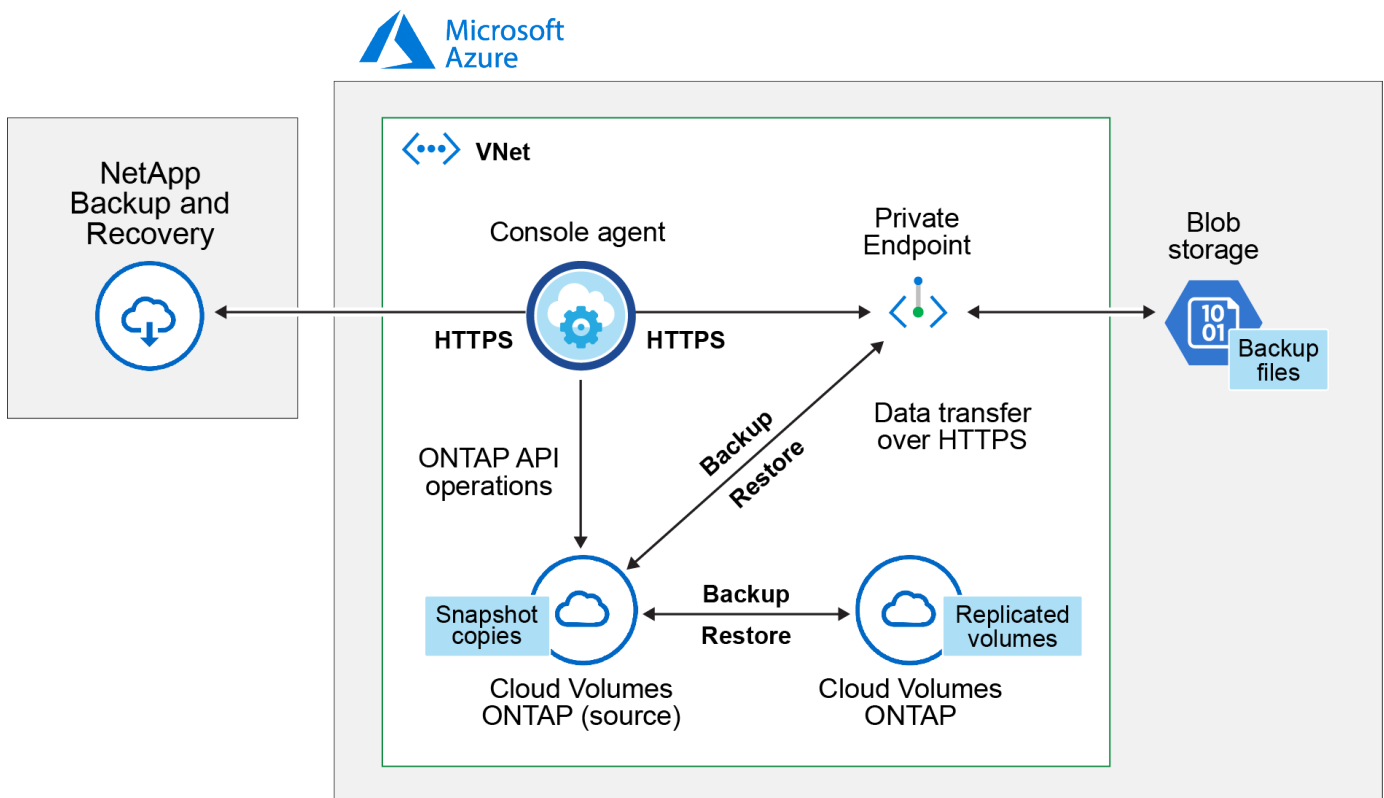 Microsoft
Azure
NetApp
Backup and
Recovery
VNet
Console agent
Private
Endpoint
Blob
storage
HTTPS
HTTPS
10
01
Backup
files
ONTAP API
operations
Backup
Restore
Data transfer
over HTTPS
Snapshot
copies
Backup
Restore
Replicated
volumes
Cloud Volumes
ONTAP (source)
Cloud Volumes
ONTAP